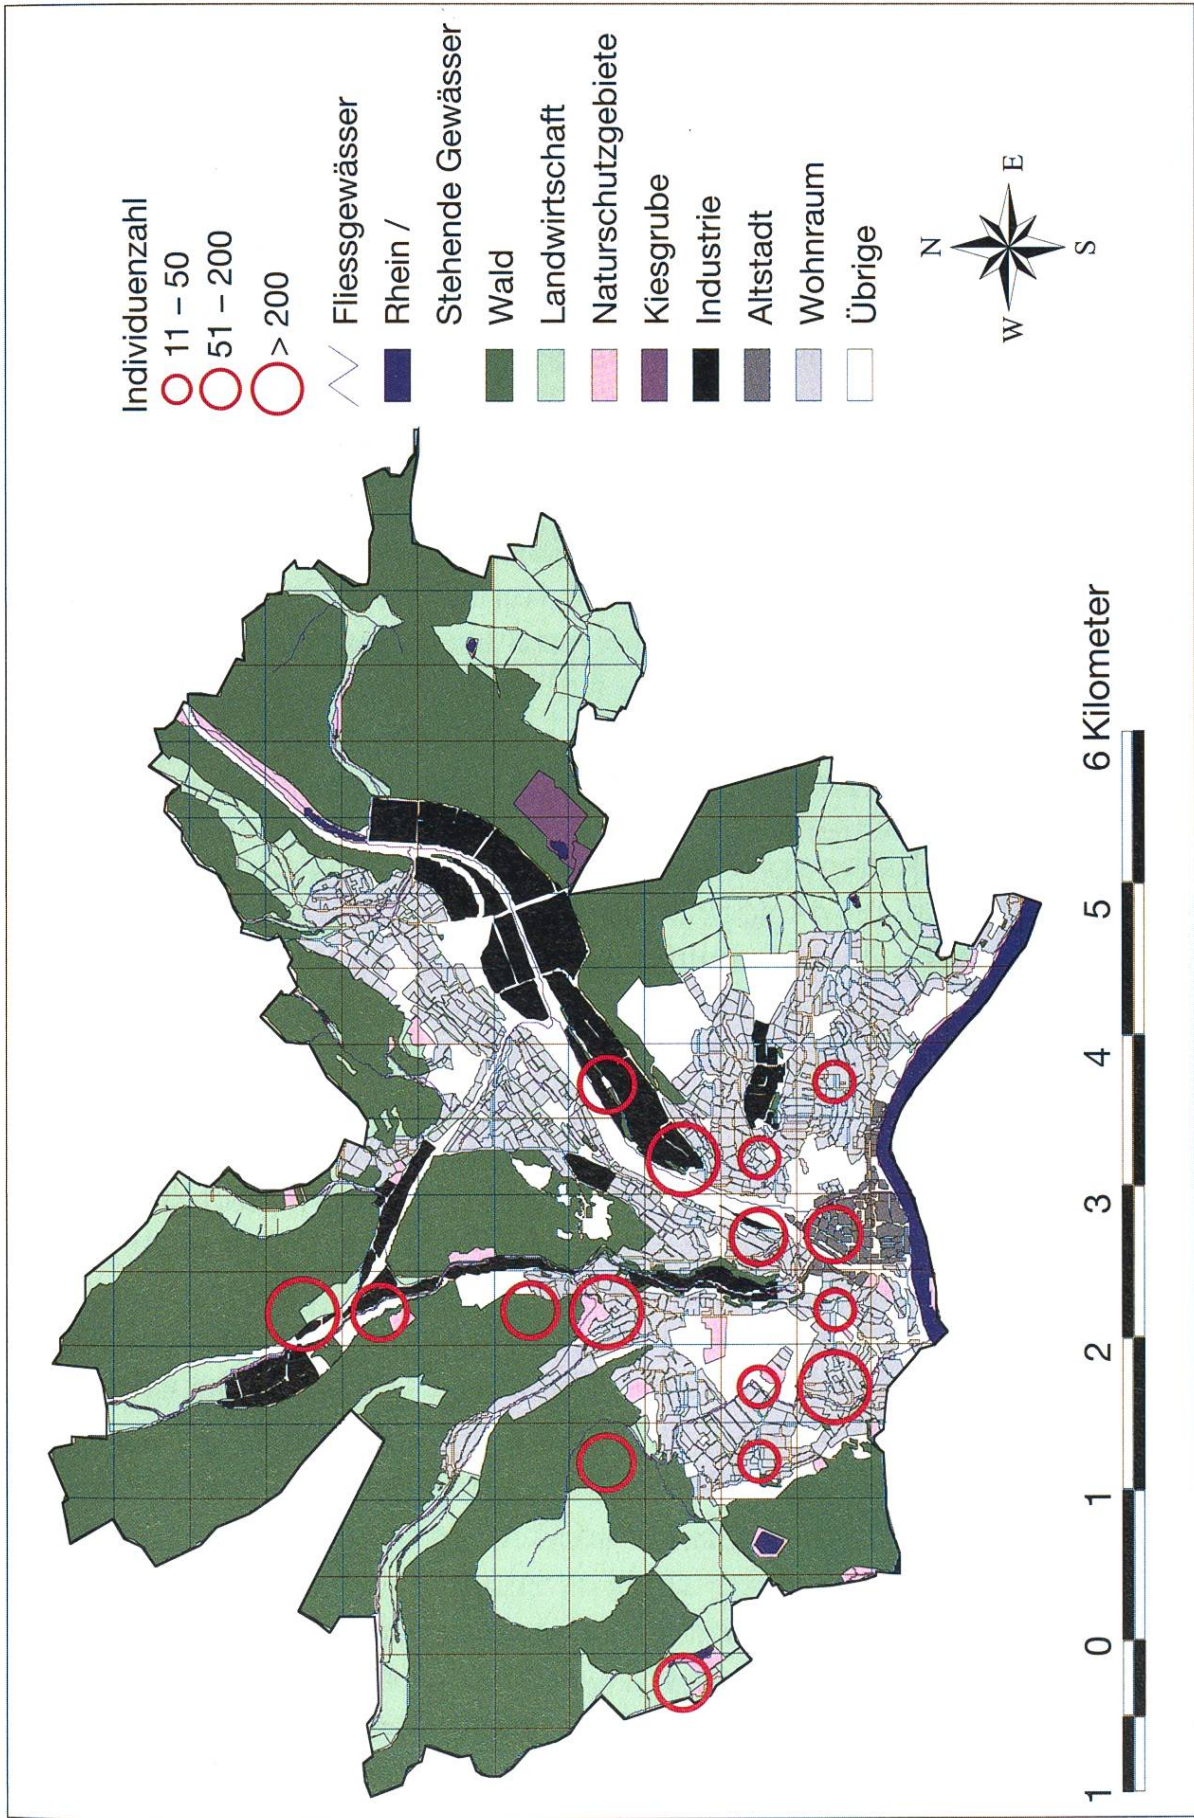 Individuenzahl
11 – 50
51 – 200
> 200
Fliessgewässer
Rhein /
Stehende Gewässer
Wald
Landwirtschaft
Naturschutzgebiete
Kiesgrube
Industrie
Altstadt
Wohnraum
Übrige
N
W E
S
1 0 1 2 3 4 5 6 Kilometer